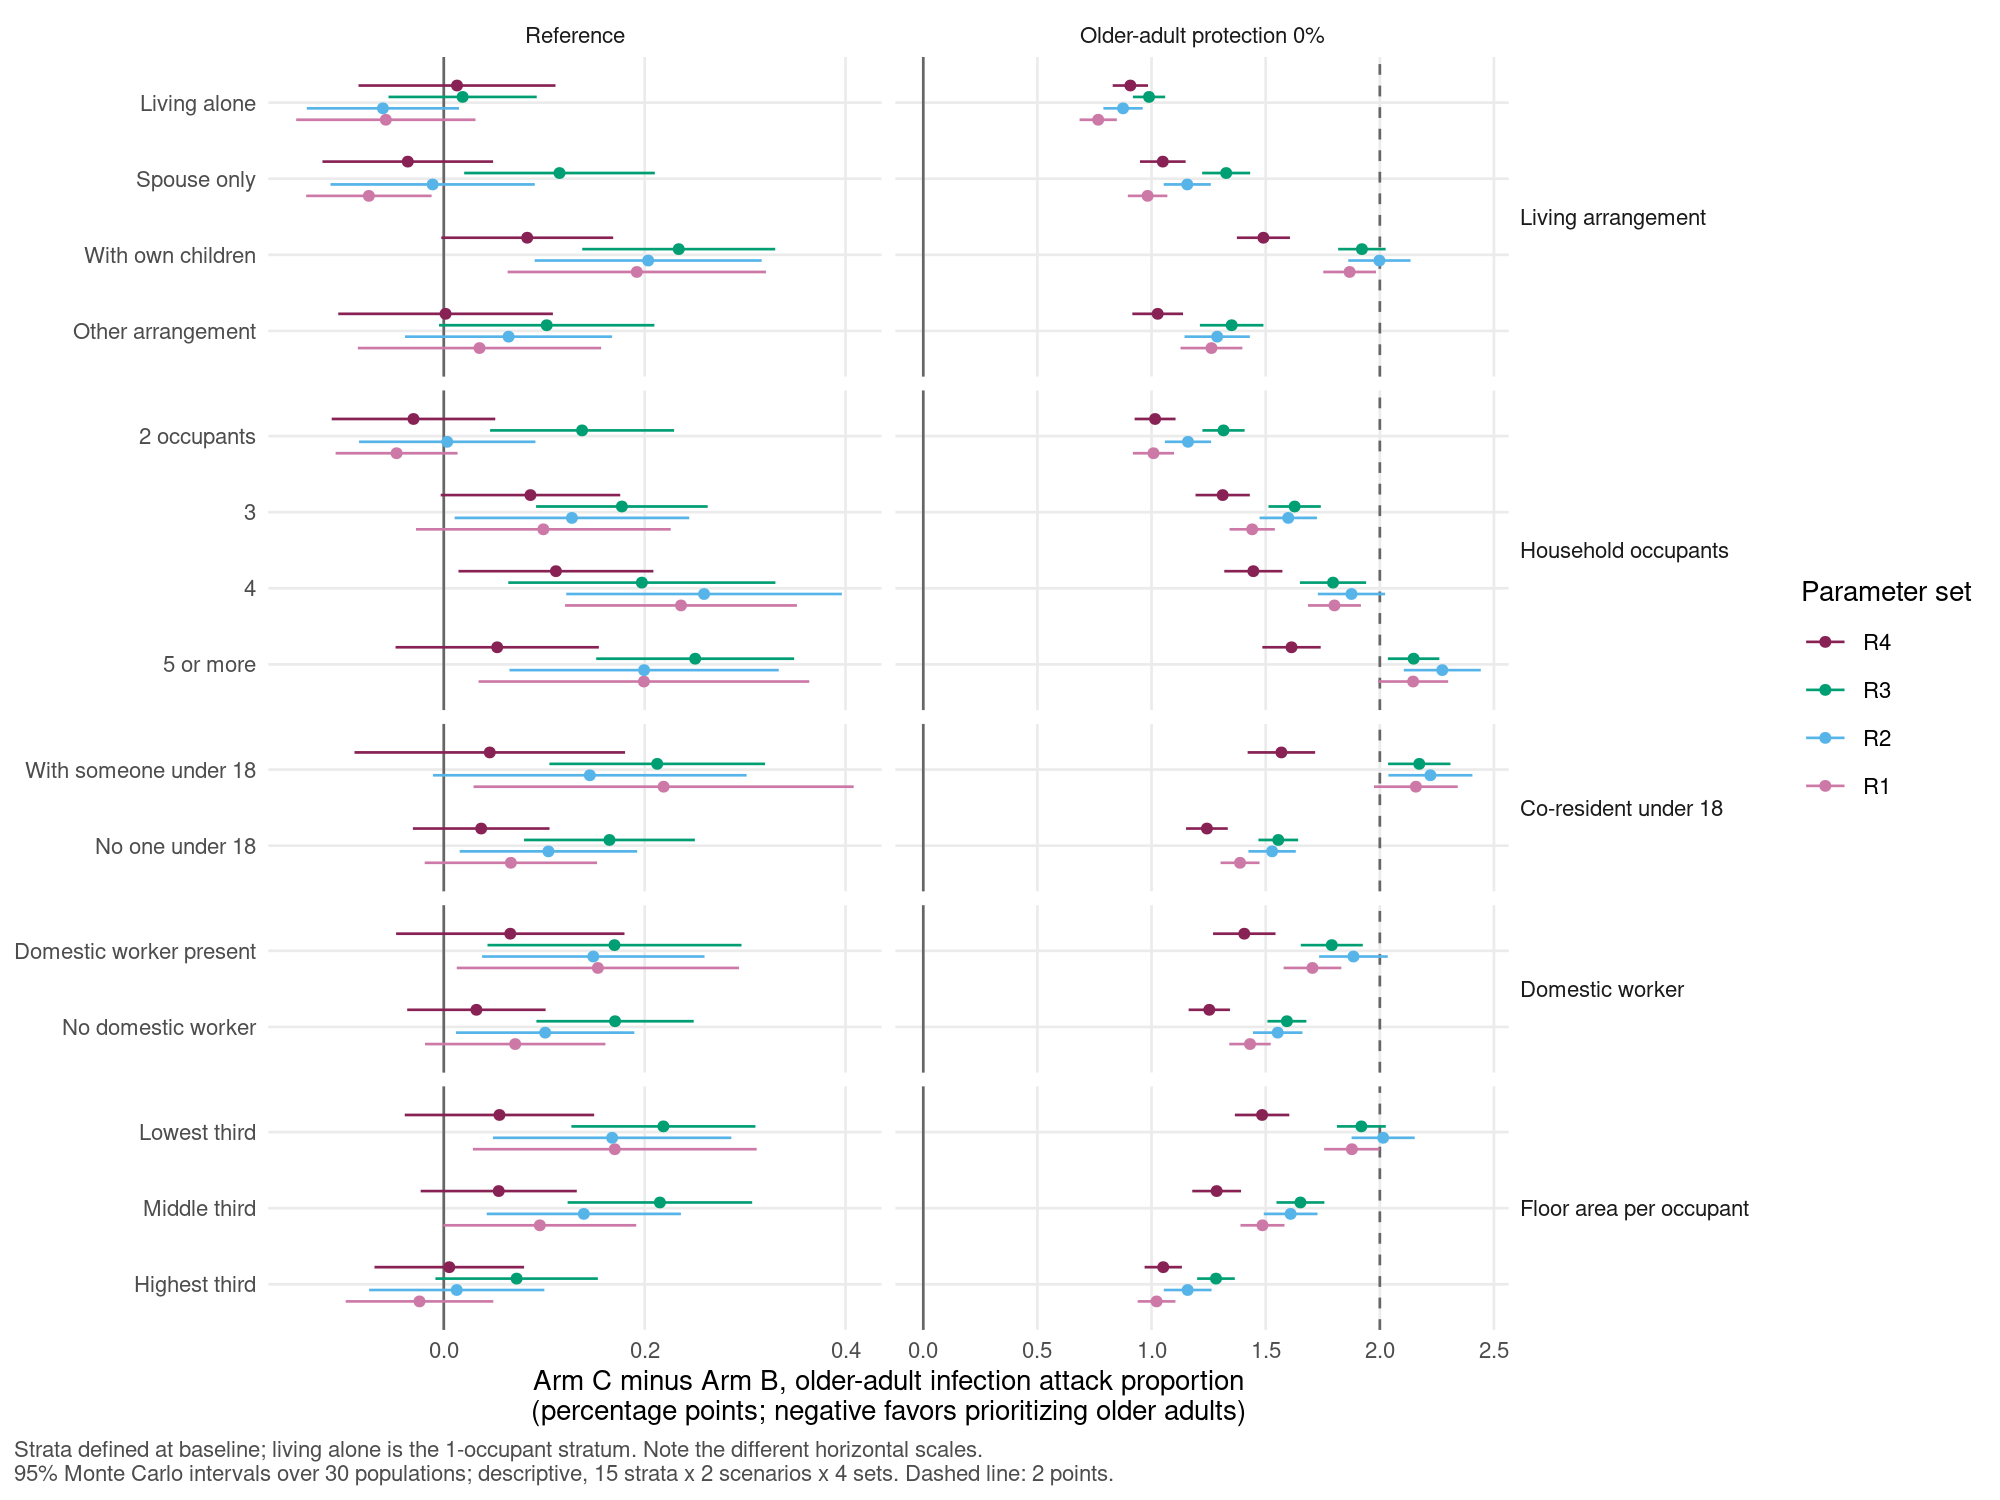 Reference
Older-adult protection 0%
Living alone
Spouse only
With own children
Other arrangement
Living arrangement
2 occupants
3
4
5 or more
Household occupants
With someone under 18
No one under 18
Co-resident under 18
Domestic worker present
No domestic worker
Domestic worker
Lowest third
Middle third
Highest third
Floor area per occupant
0.0 0.2 0.4
0.0 0.5 1.0 1.5 2.0 2.5
Arm C minus Arm B, older-adult infection attack proportion
(percentage points; negative favors prioritizing older adults)
Parameter set
R4
R3
R2
R1
Strata defined at baseline; living alone is the 1-occupant stratum. Note the different horizontal scales.
95% Monte Carlo intervals over 30 populations; descriptive, 15 strata x 2 scenarios x 4 sets. Dashed line: 2 points.